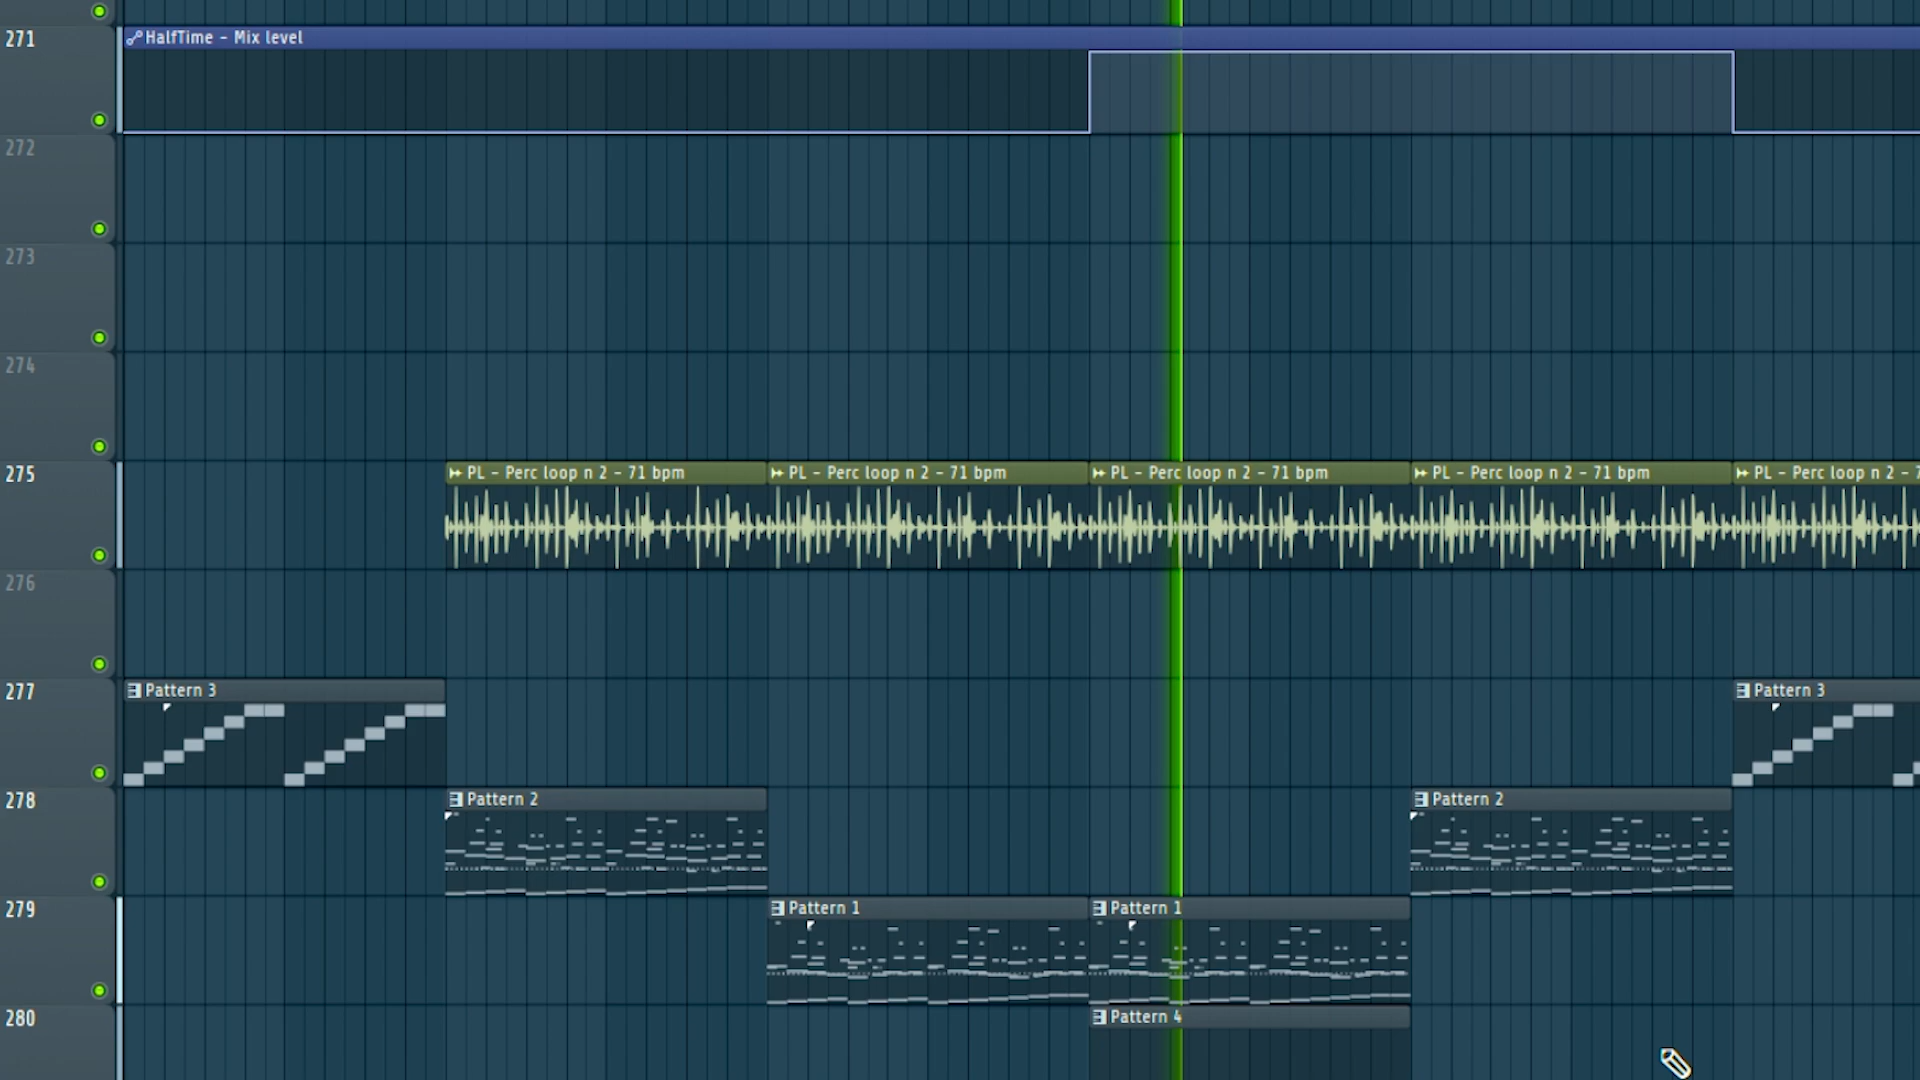 271
HalfTime - Mix level
272
273
274
275
PL - Perc loop n 2 - 71 bpm
PL - Perc loop n 2 - 71 bpm
PL - Perc loop n 2 - 71 bpm
PL - Perc loop n 2 - 71 bpm
PL - Perc loop n 2 -
276
277
Pattern 3
Pattern 3
278
Pattern 2
Pattern 2
279
Pattern 1
Pattern 1
280
Pattern 4